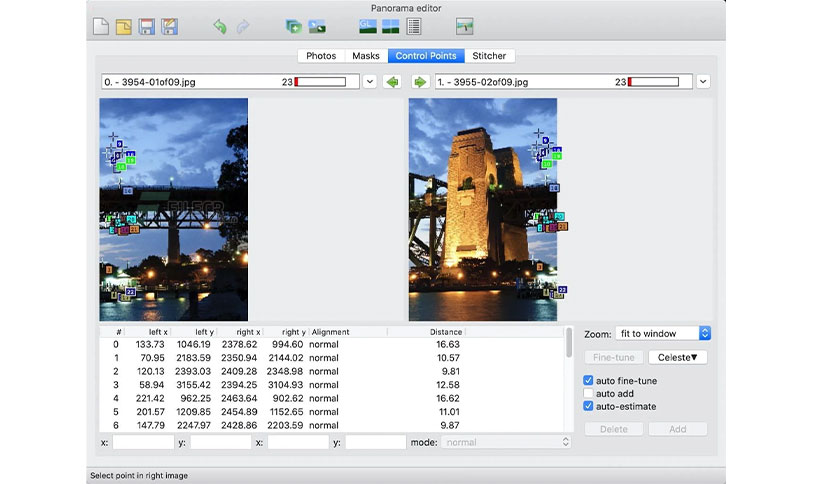 Panorama editor
GL
Photos Masks Control Points Stitcher
0. - 3954-01of09.jpg 23 1. - 3955-02of09.jpg 23
# left x left y right x right y Alignment Distance
0 133.73 1046.19 2378.62 994.60 normal 16.63
1 70.95 2183.59 2350.94 2144.02 normal 10.57
2 120.13 2393.03 2409.28 2348.98 normal 9.81
3 58.94 3155.42 2394.25 3104.93 normal 12.58
4 221.42 962.25 2463.64 902.62 normal 16.62
5 201.57 1209.85 2454.89 1152.65 normal 11.01
6 147.79 2247.97 2428.86 2203.59 normal 9.87
x: y: x: y: mode: normal
Zoom: fit to window
Fine-tune Celeste▼
auto fine-tune
auto add
auto-estimate
Delete Add
Select point in right image